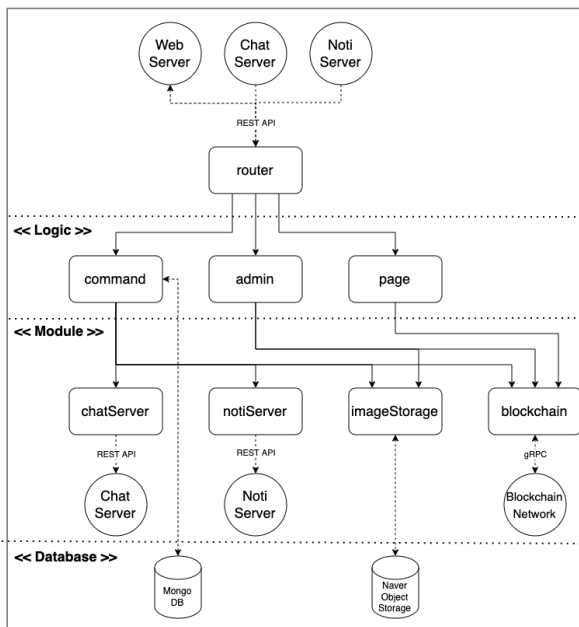 Web
Server
Chat
Server
Noti
Server
REST API
router
<< Logic >>
command
admin
page
<< Module >>
chatServer
notiServer
imageStorage
blockchain
REST API
REST API
gRPC
Chat
Server
Noti
Server
Blockchain
Network
<< Database >>
Mongo
DB
Naver
Object
Storage